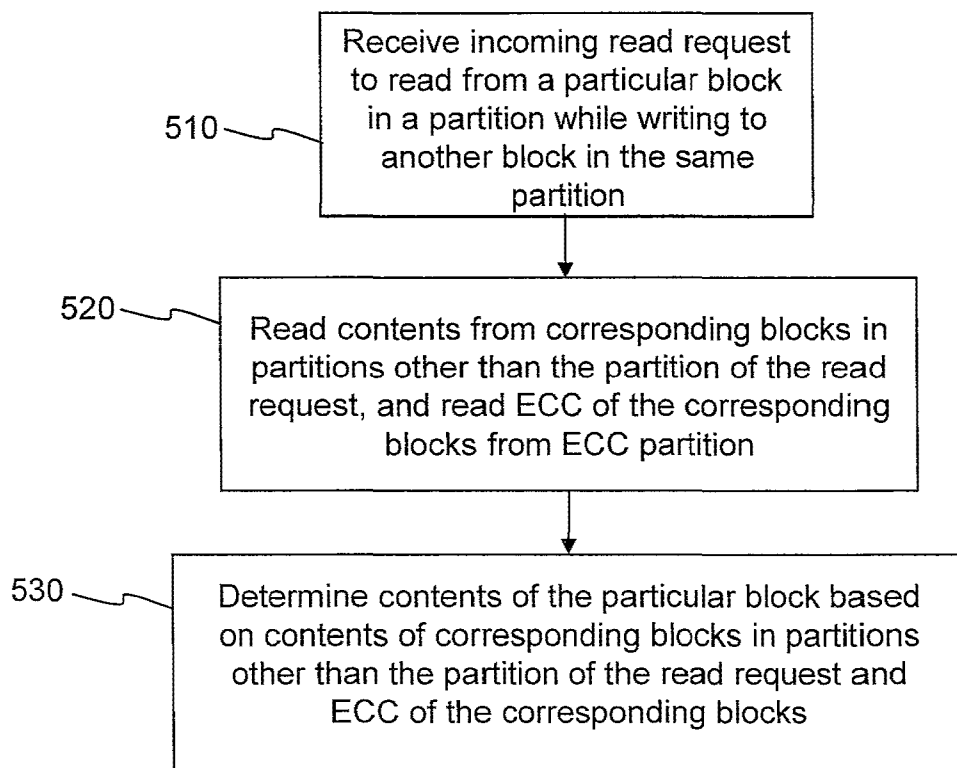 Receive incoming read request
to read from a particular block
in a partition while writing to
another block in the same
partition
510
520
Read contents from corresponding blocks in
partitions other than the partition of the read
request, and read ECC of the corresponding
blocks from ECC partition
530
Determine contents of the particular block based
on contents of corresponding blocks in partitions
other than the partition of the read request and
ECC of the corresponding blocks